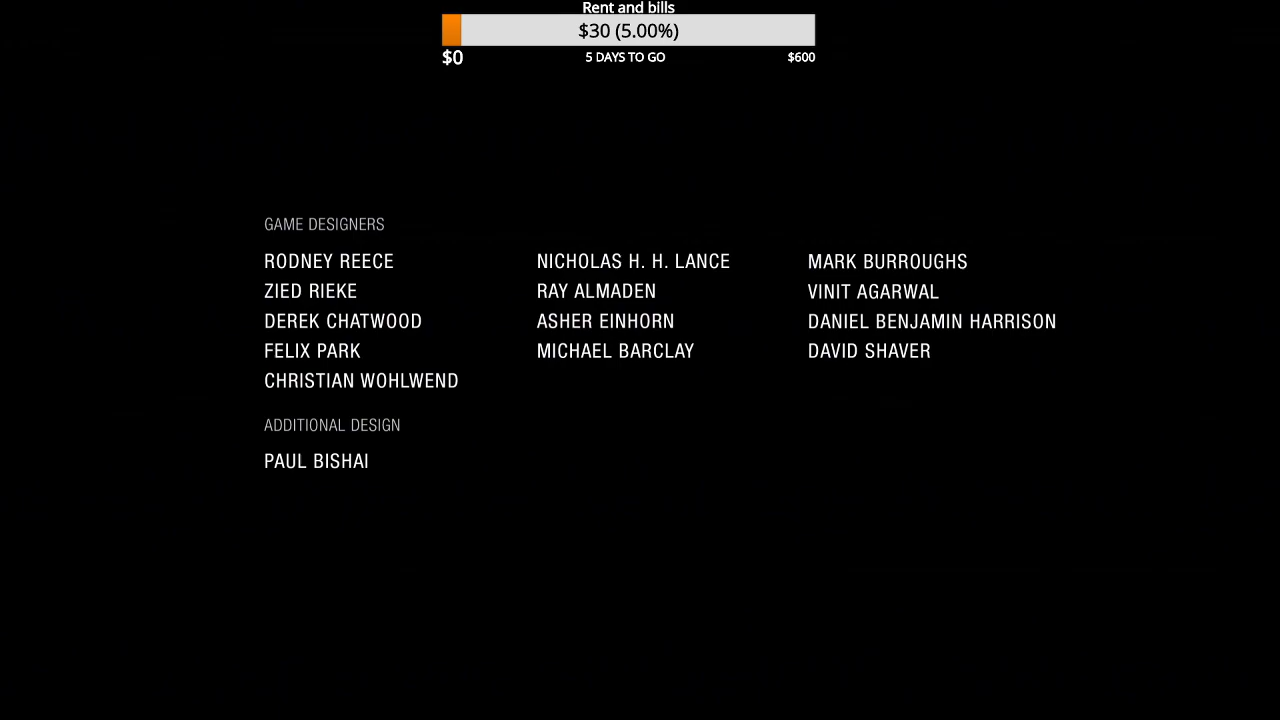 Rent and bills
$30 (5.00%)
$0 5 DAYS TO GO $600
GAME DESIGNERS
RODNEY REECE NICHOLAS H. H. LANCE MARK BURROUGHS
ZIED RIEKE RAY ALMADEN VINIT AGARWAL
DEREK CHATWOOD ASHER EINHORN DANIEL BENJAMIN HARRISON
FELIX PARK MICHAEL BARCLAY DAVID SHAVER
CHRISTIAN WOHLWEND
ADDITIONAL DESIGN
PAUL BISHAI